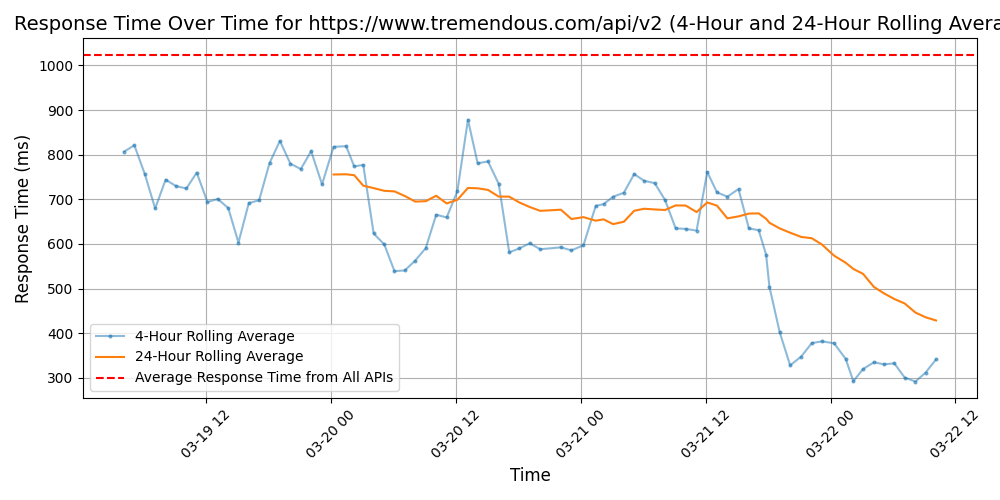 Response Time Over Time for https://www.tremendous.com/api/v2 (4-Hour and 24-Hour Rolling Avera
Response Time (ms)
1000
900
800
700
600
500
400
300
4-Hour Rolling Average
24-Hour Rolling Average
Average Response Time from All APIs
03-19 12
03-20 00
03-20 12
03-21 00
03-21 12
03-22 00
03-22 12
Time